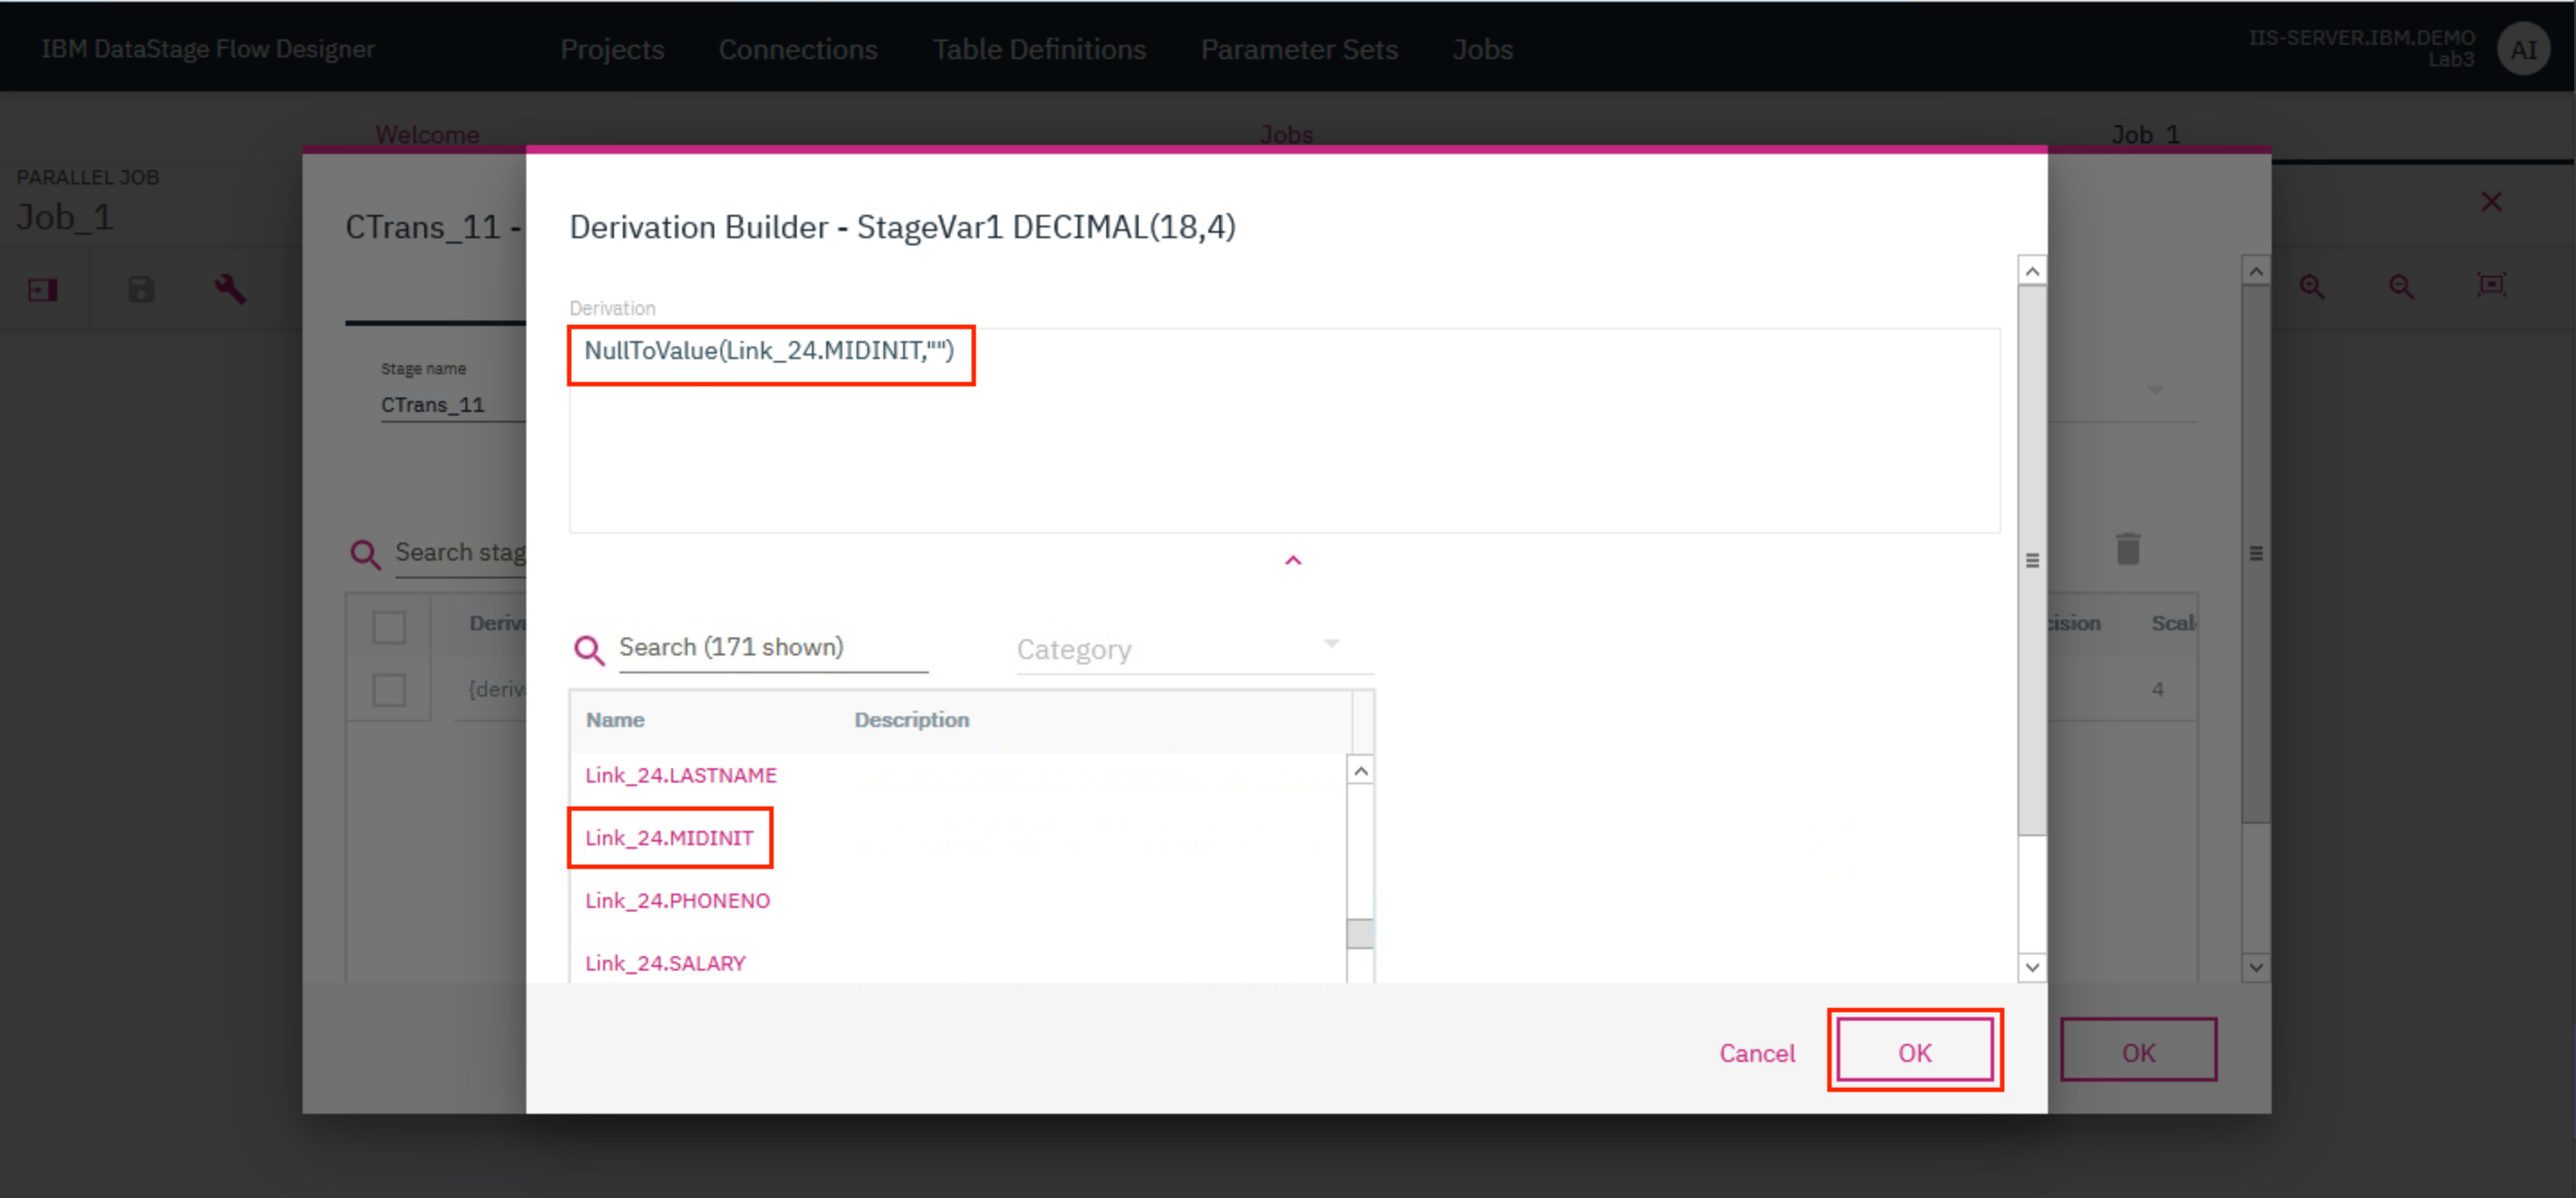 IBM DataStage Flow Designer
Projects
Connections
Table Definitions
Parameter Sets
Jobs
IIS-SERVER.IBM.DEMO
Lab3
AI
Welcome
Jobs
Job_1
PARALLEL JOB
Job_1
CTrans_11 -
Derivation Builder - StageVar1 DECIMAL(18,4)
Derivation
NullToValue(Link_24.MIDINIT,"")
Stage name
CTrans_11
Search stag
Deriv
{deriv
cision
Scal
4
Search (171 shown)
Category
Name
Description
Link_24.LASTNAME
Link_24.MIDINIT
Link_24.PHONENO
Link_24.SALARY
Cancel
OK
OK